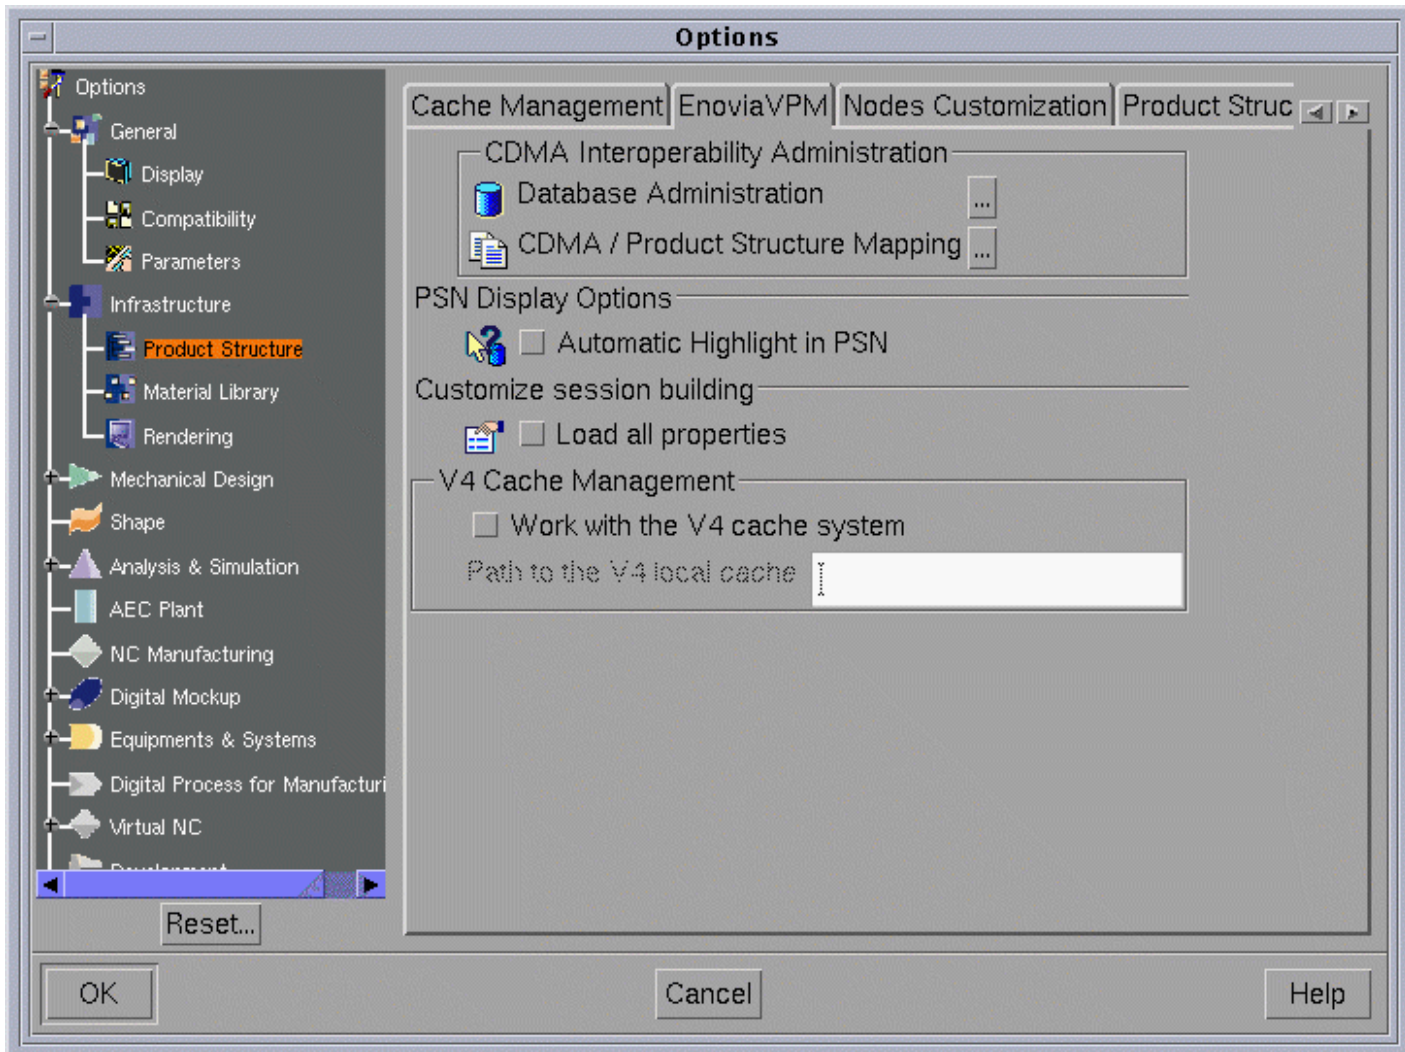 Options
Options
General
Display
Compatibility
Parameters
Infrastructure
Product Structure
Material Library
Rendering
Mechanical Design
Shape
Analysis & Simulation
AEC Plant
NC Manufacturing
Digital Mockup
Equipments & Systems
Digital Process for Manufacturi
Virtual NC
Reset...
Cache Management EnoviaVPM Nodes Customization Product Struc
CDMA Interoperability Administration
Database Administration ...
CDMA / Product Structure Mapping ...
PSN Display Options
Automatic Highlight in PSN
Customize session building
Load all properties
V4 Cache Management
Work with the V4 cache system
Path to the V4 local cache
OK Cancel Help